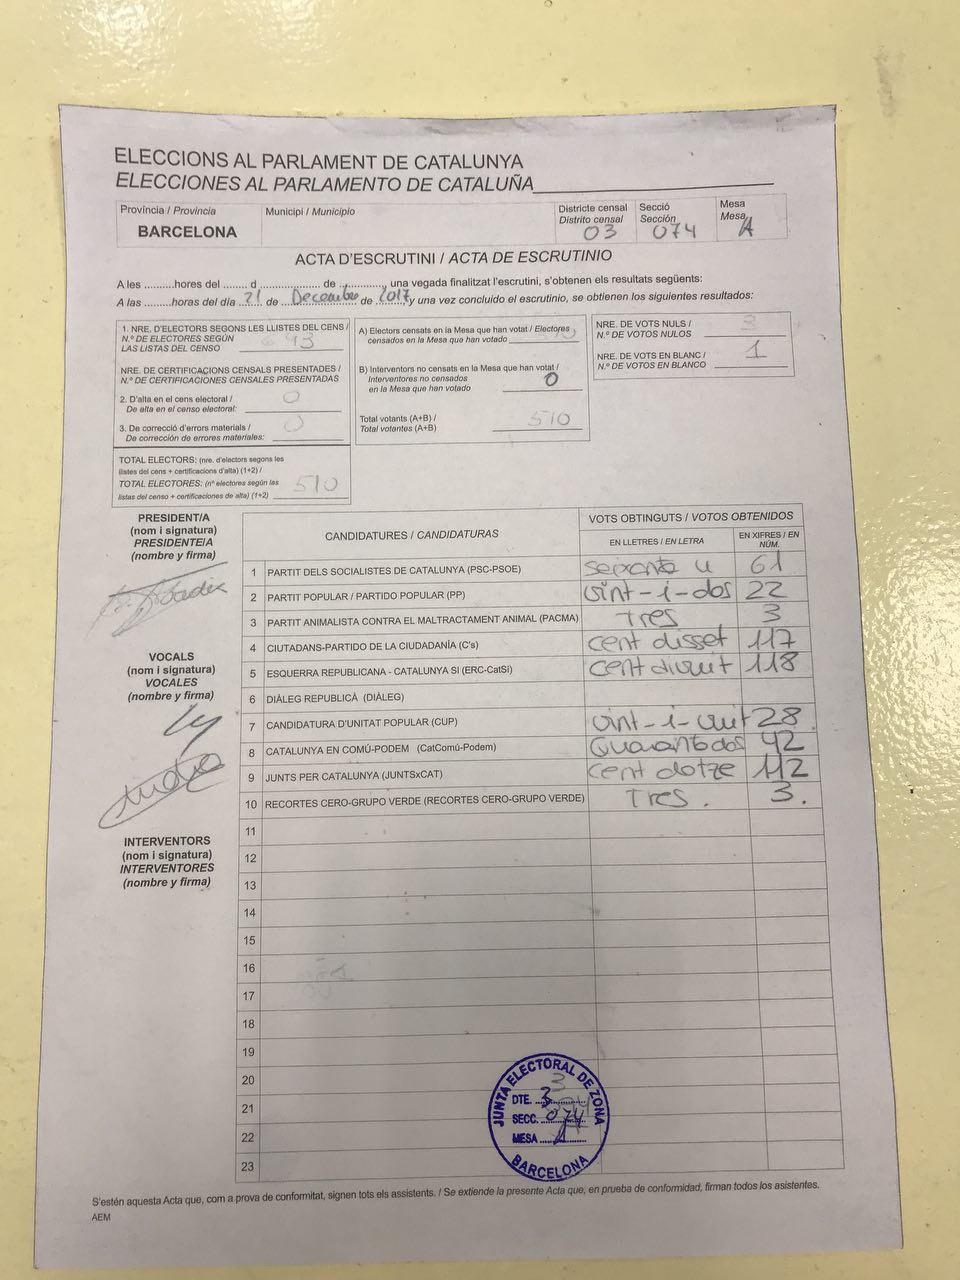 ELECCIONS AL PARLAMENT DE CATALUNYA
ELECCIONES AL PARLAMENTO DE CATALUÑA
Provincia / Provincia
BARCELONA
Municipi / Municipio
Districte censal
Distrito censal
03
Secció
Sección
074
Mesa
Mesa
A
ACTA D'ESCRUTINI / ACTA DE ESCRUTINIO
A les .........hores del ....... d ...................... de ............, una vegada finalitzat l'escrutini, s'obtenen els resultats següents:
A las .........horas del día 21 de December de 2017, y una vez concluido el escrutinio, se obtienen los siguientes resultados:
1. NRE. D'ELECTORS SEGONS LES LLISTES DEL CENS /
N.º DE ELECTORES SEGÚN
LAS LISTAS DEL CENSO 693
NRE. DE CERTIFICACIONS CENSALS PRESENTADES /
N.º DE CERTIFICACIONES CENSALES PRESENTADAS
2. D'alta en el cens electoral /
De alta en el censo electoral: 0
3. De correcció d'errors materials /
De corrección de errores materiales: 0
TOTAL ELECTORS: (nre. d'electors segons les
llistes del cens + certificacions d'alta) (1+2) /
TOTAL ELECTORES: (nº electores según las
listas del censo + certificaciones de alta) (1+2) 510
A) Electors censats en la Mesa que han votat / Electores
censados en la Mesa que han votado
B) Interventors no censats en la Mesa que han votat /
Interventores no censados
en la Mesa que han votado 0
Total votants (A+B) /
Total votantes (A+B) 510
NRE. DE VOTS NULS /
N.º DE VOTOS NULOS 3
NRE. DE VOTS EN BLANC /
N.º DE VOTOS EN BLANCO 1
PRESIDENT/A
(nom i signatura)
PRESIDENTE/A
(nombre y firma)
VOCALS
(nom i signatura)
VOCALES
(nombre y firma)
INTERVENTORS
(nom i signatura)
INTERVENTORES
(nombre y firma)
CANDIDATURES / CANDIDATURAS
VOTS OBTINGUTS / VOTOS OBTENIDOS
EN LLETRES / EN LETRA
EN XIFRES / EN NÚM.
1 PARTIT DELS SOCIALISTES DE CATALUNYA (PSC-PSOE) seixanta u 61
2 PARTIT POPULAR / PARTIDO POPULAR (PP) vint-i-dos 22
3 PARTIT ANIMALISTA CONTRA EL MALTRACTAMENT ANIMAL (PACMA) Tres 3
4 CIUTADANS-PARTIDO DE LA CIUDADANÍA (C's) cent disset 117
5 ESQUERRA REPUBLICANA - CATALUNYA SI (ERC-CatSí) cent divuit 118
6 DIÀLEG REPUBLICÀ (DIÀLEG)
7 CANDIDATURA D'UNITAT POPULAR (CUP) vint-i-vuit 28
8 CATALUNYA EN COMÚ-PODEM (CatComú-Podem) Quarantados 42
9 JUNTS PER CATALUNYA (JUNTSxCAT) cent dotze 112
10 RECORTES CERO-GRUPO VERDE (RECORTES CERO-GRUPO VERDE) Tres. 3.
11
12
13
14
15
16
17
18
19
20
21
22
23
JUNTA ELECTORAL DE ZONA
DTE. 3
SECC. 074
MESA A
BARCELONA
S'estén aquesta Acta que, com a prova de conformitat, signen tots els assistents. / Se extiende la presente Acta que, en prueba de conformidad, firman todos los asistentes.
AEM